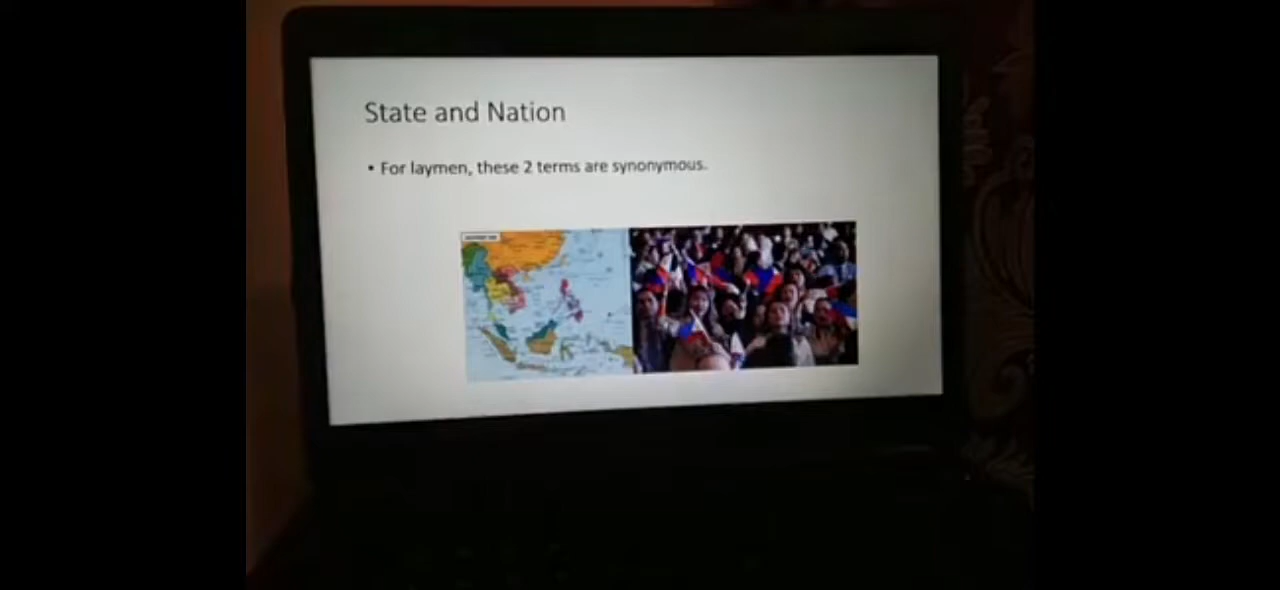 State and Nation
• For laymen, these 2 terms are synonymous.